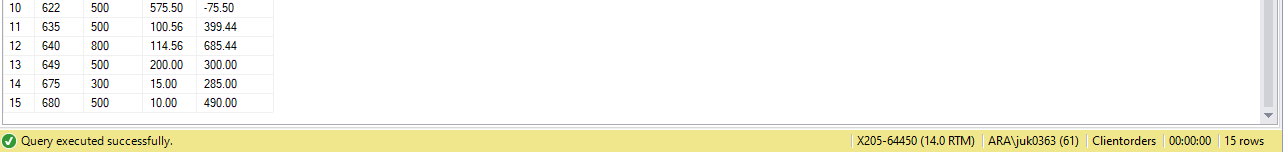 10 622 500 575.50 -75.50
11 635 500 100.56 399.44
12 640 800 114.56 685.44
13 649 500 200.00 300.00
14 675 300 15.00 285.00
15 680 500 10.00 490.00
Query executed successfully. X205-64450 (14.0 RTM) ARA\juk0363 (61) Clientorders 00:00:00 15 rows